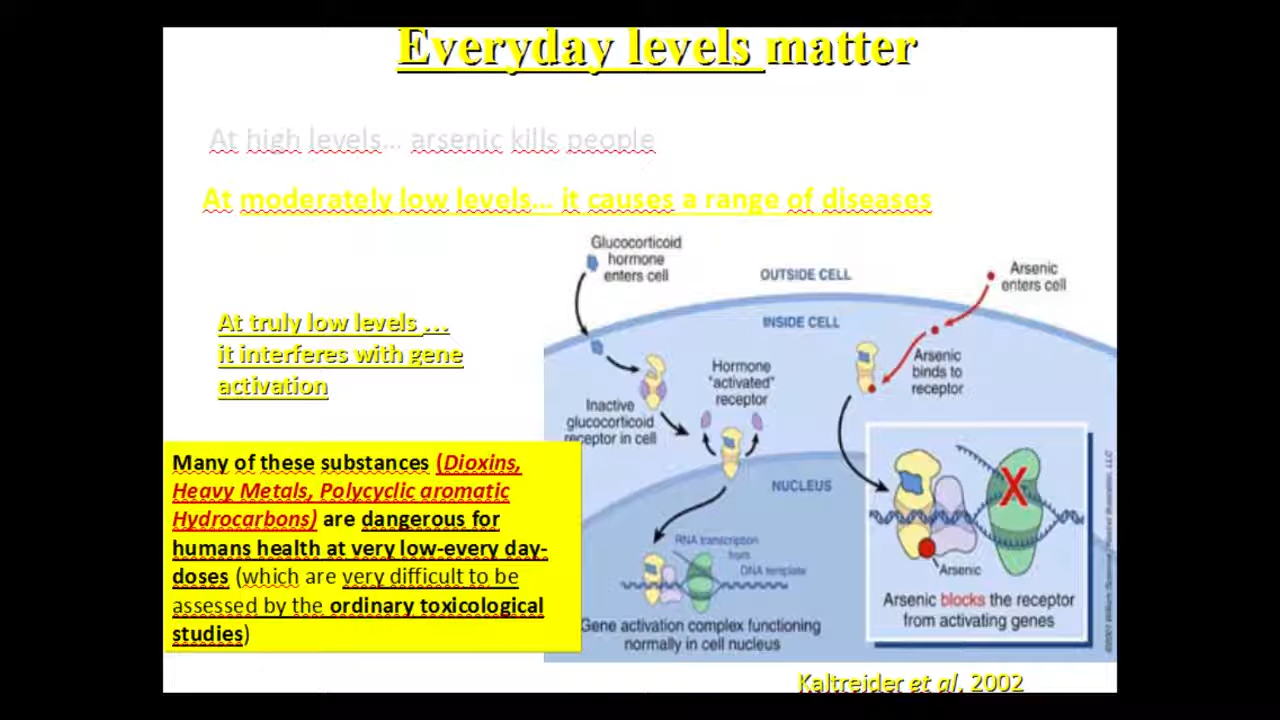 Everyday levels matter
At high levels... arsenic kills people
At moderately low levels... it causes a range of diseases
Glucocorticoid
hormone
enters cell
OUTSIDE CELL
Arsenic
enters cell
INSIDE CELL
At truly low levels ...
it interferes with gene
activation
Hormone
"activated"
receptor
Arsenic
binds to
receptor
Inactive
glucocorticoid
receptor in cell
Many of these substances (Dioxins,
Heavy Metals, Polycyclic aromatic
Hydrocarbons) are dangerous for
humans health at very low-every day-
doses (which are very difficult to be
assessed by the ordinary toxicological
studies)
NUCLEUS
RNA transcription
from
DNA template
X
Arsenic
Gene activation complex functioning
normally in cell nucleus
Arsenic blocks the receptor
from activating genes
Kaltreider et al, 2002